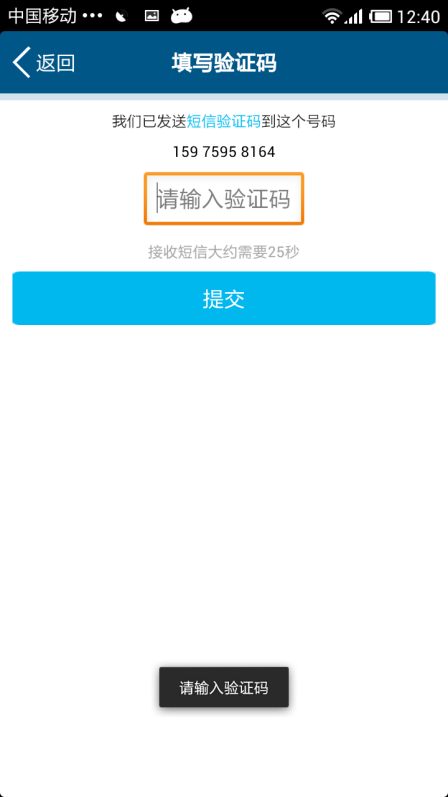 中国移动 ••• 12:40
返回 填写验证码
我们已发送短信验证码到这个号码
159 7595 8164
请输入验证码
接收短信大约需要25秒
提交
请输入验证码